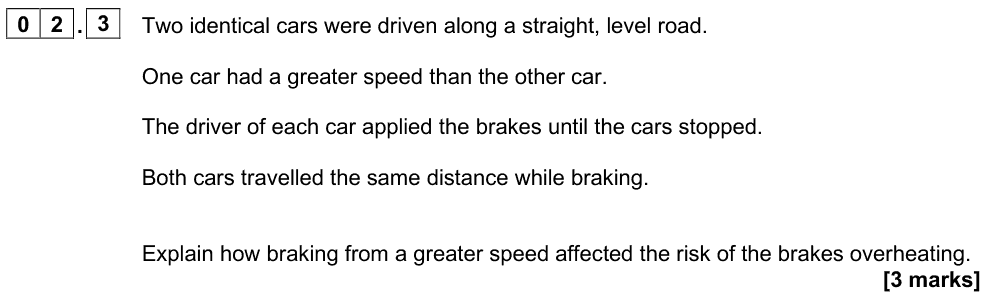 02.3 Two identical cars were driven along a straight, level road.
One car had a greater speed than the other car.
The driver of each car applied the brakes until the cars stopped.
Both cars travelled the same distance while braking.
Explain how braking from a greater speed affected the risk of the brakes overheating.
[3 marks]